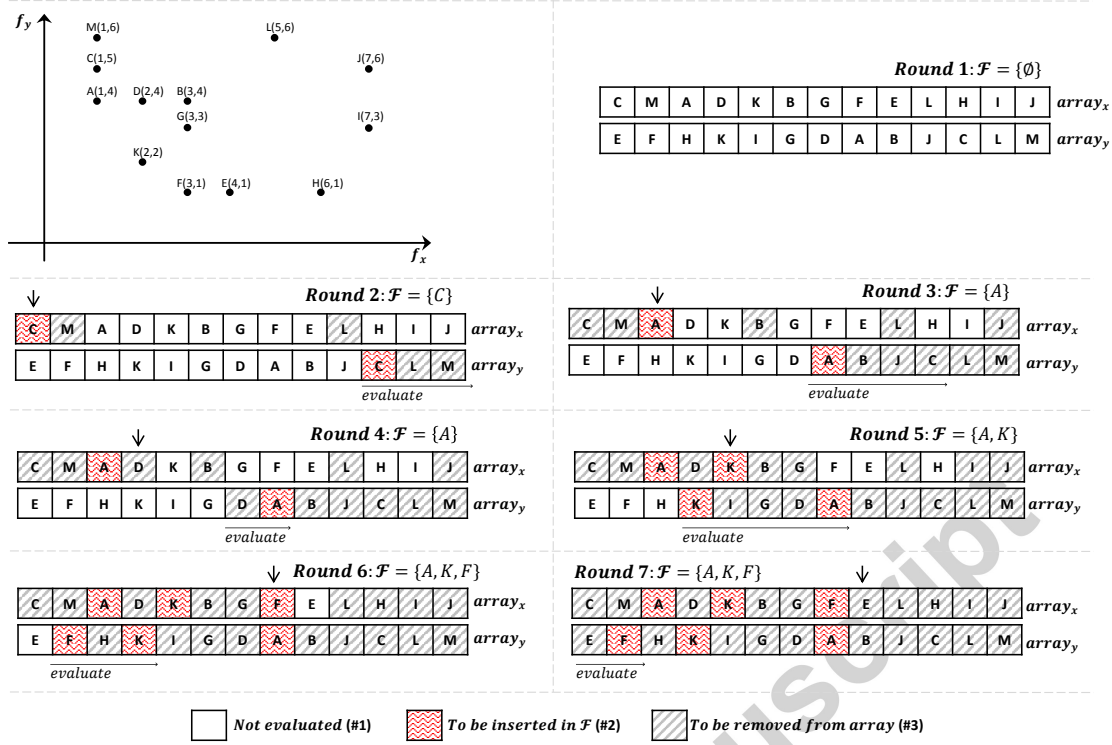 f_y
M(1,6) L(5,6)
C(1,5) J(7,6)
A(1,4) D(2,4) B(3,4)
G(3,3) I(7,3)
K(2,2)
F(3,1) E(4,1) H(6,1)
f_x
Round 1: ℱ = {∅}
C M A D K B G F E L H I J array_x
E F H K I G D A B J C L M array_y
Round 2: ℱ = {C}
C M A D K B G F E L H I J array_x
E F H K I G D A B J C L M array_y
evaluate
Round 3: ℱ = {A}
C M A D K B G F E L H I J array_x
E F H K I G D A B J C L M array_y
evaluate
Round 4: ℱ = {A}
C M A D K B G F E L H I J array_x
E F H K I G D A B J C L M array_y
evaluate
Round 5: ℱ = {A, K}
C M A D K B G F E L H I J array_x
E F H K I G D A B J C L M array_y
evaluate
Round 6: ℱ = {A, K, F}
C M A D K B G F E L H I J array_x
E F H K I G D A B J C L M array_y
evaluate
Round 7: ℱ = {A, K, F}
C M A D K B G F E L H I J array_x
E F H K I G D A B J C L M array_y
evaluate
Not evaluated (#1) To be inserted in ℱ (#2) To be removed from array (#3)
uscript